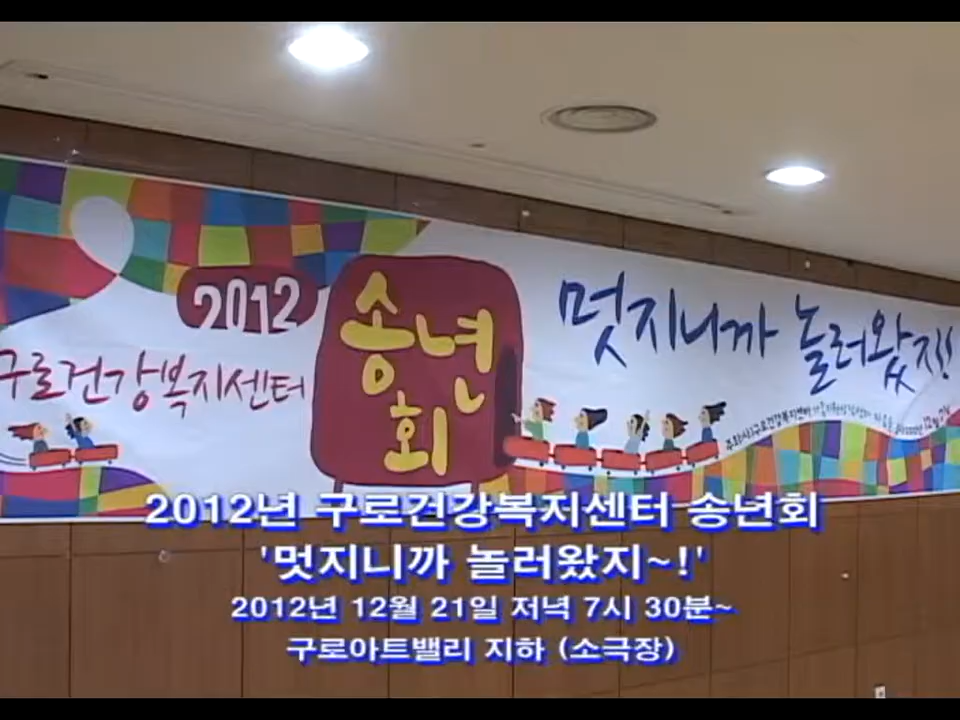 2012
송년회
구로건강복지센터
멋지니까 놀러왔지!
2012년 구로건강복지센터 송년회
'멋지니까 놀러왔지~!'
2012년 12월 21일 저녁 7시 30분~
구로아트밸리 지하 (소극장)